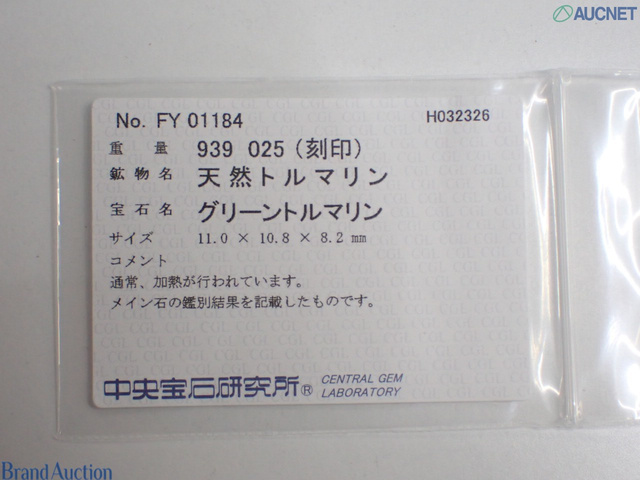 AUCNET
No. FY 01184 H032326
重量 939 025 (刻印)
鉱物名 天然トルマリン
宝石名 グリーントルマリン
サイズ 11.0 × 10.8 × 8.2 mm
コメント
通常、加熱が行われています。
メイン石の鑑別結果を記載したものです。
中央宝石研究所® CENTRAL GEM
LABORATORY
Brand Auction